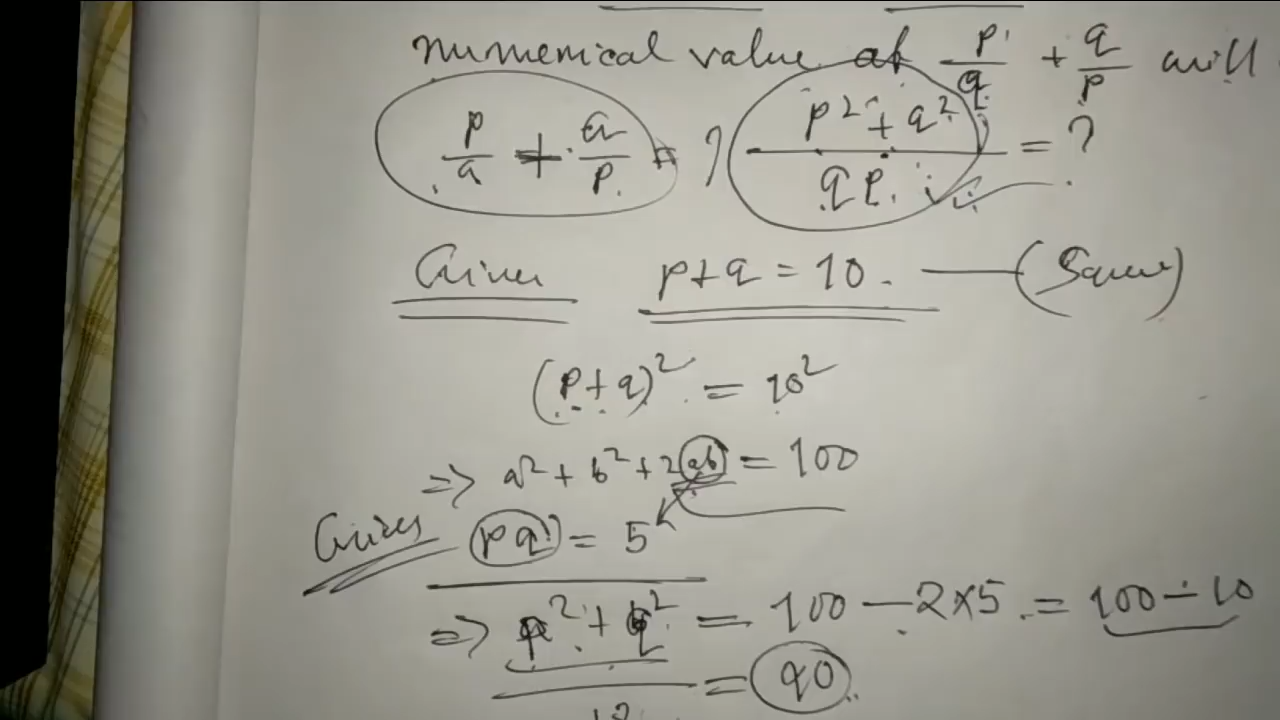 numerical value of p/q + q/p will
p/q + q/p = ? p² + q² / qp = ?
Given p+q = 10. — (Square)
(p+q)² = 10²
=> a² + b² + 2ab = 100
Given pq = 5
=> p² + q² = 100 – 2×5 = 100 – 10
= 90